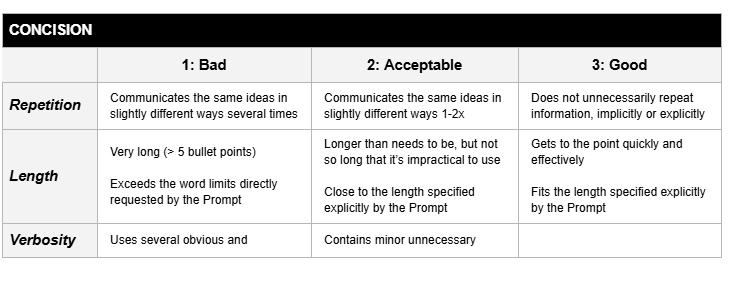 CONCISION
1: Bad
2: Acceptable
3: Good
Repetition
Communicates the same ideas in
slightly different ways several times
Communicates the same ideas in
slightly different ways 1-2x
Does not unnecessarily repeat
information, implicitly or explicitly
Length
Very long (> 5 bullet points)
Exceeds the word limits directly
requested by the Prompt
Longer than needs to be, but not
so long that it's impractical to use
Close to the length specified
explicitly by the Prompt
Gets to the point quickly and
effectively
Fits the length specified explicitly
by the Prompt
Verbosity
Uses several obvious and
Contains minor unnecessary